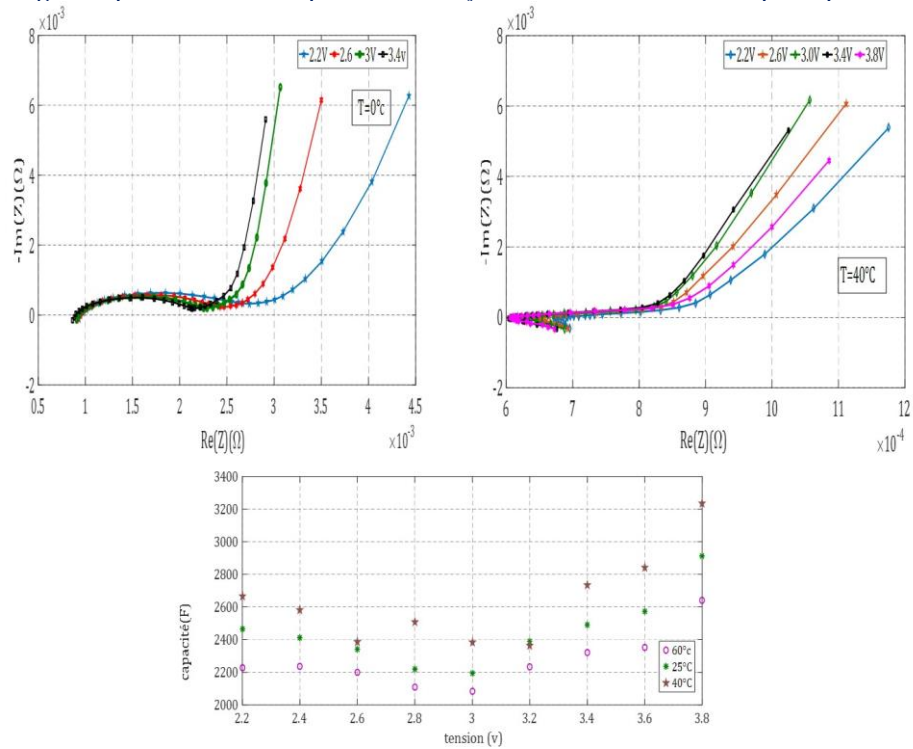 ×10⁻³
8
6
4
2
0
-2
-Im(Z)(Ω)
2.2V 2.6 3V 3.4v
T=0°c
0.5 1 1.5 2 2.5 3 3.5 4 4.5
Re(Z)(Ω)
×10⁻³
×10⁻³
8
6
4
2
0
-2
-Im(Z)(Ω)
2.2V 2.6V 3.0V 3.4V 3.8V
T=40°C
6 7 8 9 10 11 12
Re(Z)(Ω)
×10⁻⁴
3400
3200
3000
2800
2600
2400
2200
2000
capacité(F)
60°c
25°C
40°C
2.2 2.4 2.6 2.8 3.0 3.2 3.4 3.6 3.8
tension (v)